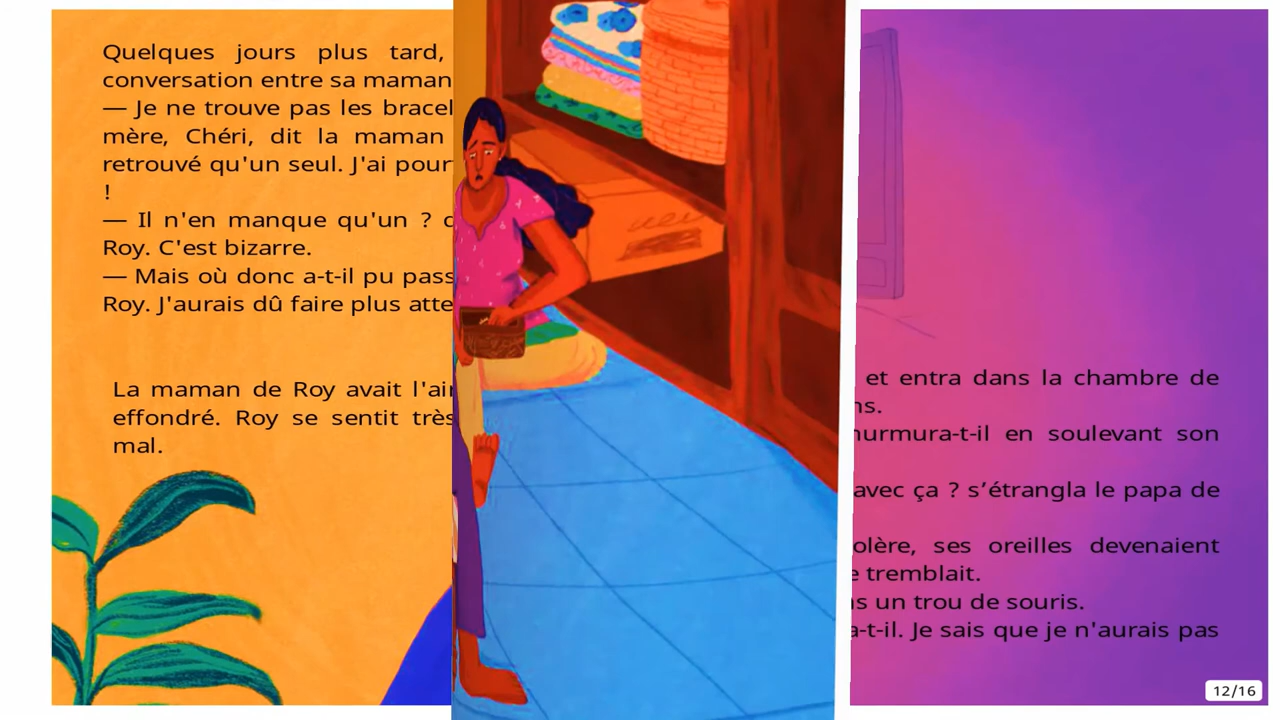 Quelques jours plus tard,
conversation entre sa maman
— Je ne trouve pas les bracel
mère, Chéri, dit la maman
retrouvé qu'un seul. J'ai pour
!
— Il n'en manque qu'un ?
Roy. C'est bizarre.
— Mais où donc a-t-il pu pass
Roy. J'aurais dû faire plus atte
La maman de Roy avait l'air
effondré. Roy se sentit très
mal.
et entra dans la chambre de
ns.
murmura-t-il en soulevant son
avec ça ? s’étrangla le papa de
olère, ses oreilles devenaient
e tremblait.
ns un trou de souris.
a-t-il. Je sais que je n'aurais pas
12/16